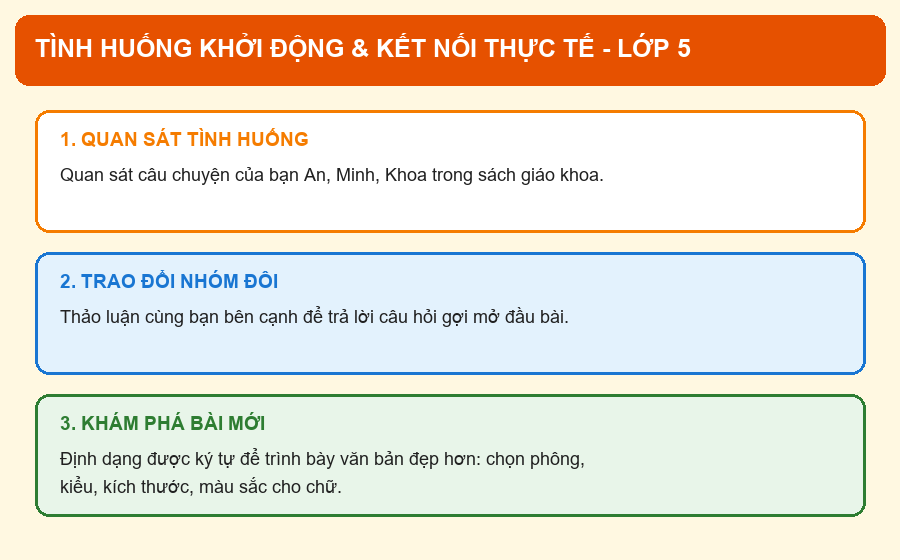 TÌNH HUỐNG KHỞI ĐỘNG & KẾT NỐI THỰC TẾ - LỚP 5
1. QUAN SÁT TÌNH HUỐNG
Quan sát câu chuyện của bạn An, Minh, Khoa trong sách giáo khoa.
2. TRAO ĐỔI NHÓM ĐÔI
Thảo luận cùng bạn bên cạnh để trả lời câu hỏi gợi mở đầu bài.
3. KHÁM PHÁ BÀI MỚI
Định dạng được ký tự để trình bày văn bản đẹp hơn: chọn phông,
kiểu, kích thước, màu sắc cho chữ.